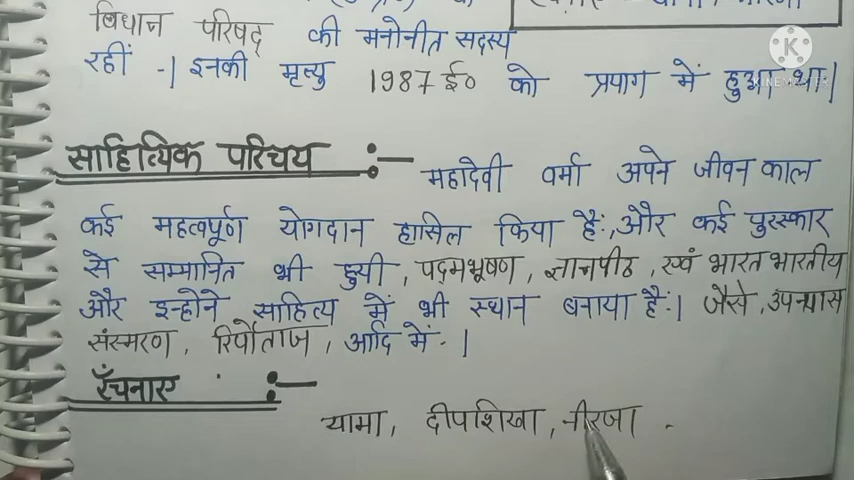 विधान परिषद् की मनोनीत सदस्य
रहीं -। इनकी मृत्यु 1987 ई० को प्रयाग में हुआ था।
साहित्यिक परिचय :— महादेवी वर्मा अपने जीवन काल
कई महत्वपूर्ण योगदान हासिल किया हैं:, और कई पुरस्कार
से सम्मानित भी हुयी, पद्मभूषण, ज्ञानपीठ, एवं भारत भारतीय
और इन्होने साहित्य में भी स्थान बनाया हैं:। जैसे, उपन्यास
संस्मरण, रिपोतार्ज, आदि में -।
रँचनाए :—
यामा, दीपशिखा, नीरजा -
K
KINEMASTER